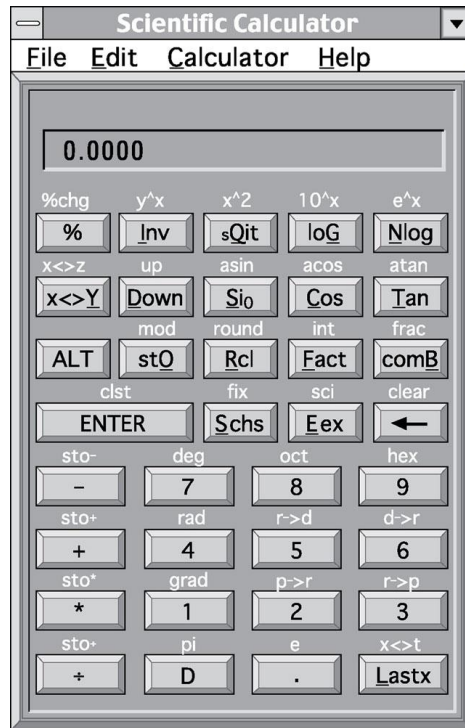 Scientific Calculator
File Edit Calculator Help
0.0000
%chg y^x x^2 10^x e^x
% Inv sQit loG Nlog
x<>z up asin acos atan
x<>Y Down Si₀ Cos Tan
mod round int frac
ALT stO Rcl Fact comB
clst fix sci clear
ENTER Schs Eex ←
sto- deg oct hex
− 7 8 9
sto+ rad r->d d->r
+ 4 5 6
sto* grad p->r r->p
* 1 2 3
sto÷ pi e x<>t
÷ D . Lastx